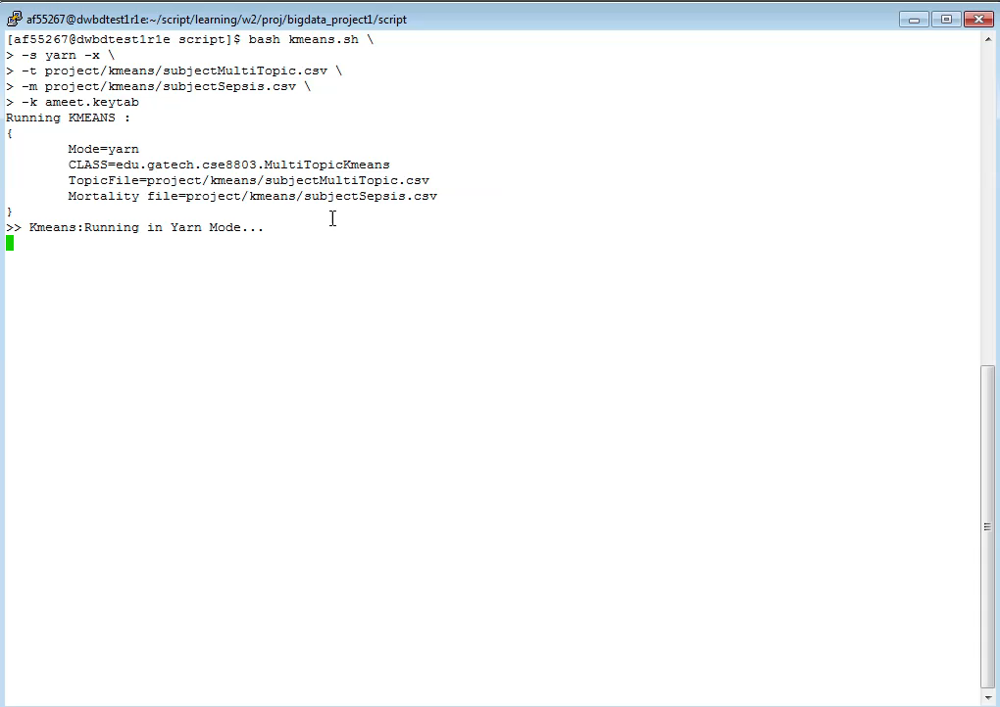 af55267@dwbdtest1r1e:~/script/learning/w2/proj/bigdata_project1/script
[af55267@dwbdtest1r1e script]$ bash kmeans.sh \
> -s yarn -x \
> -t project/kmeans/subjectMultiTopic.csv \
> -m project/kmeans/subjectSepsis.csv \
> -k ameet.keytab
Running KMEANS :
{
Mode=yarn
CLASS=edu.gatech.cse8803.MultiTopicKmeans
TopicFile=project/kmeans/subjectMultiTopic.csv
Mortality file=project/kmeans/subjectSepsis.csv
}
>> Kmeans:Running in Yarn Mode...